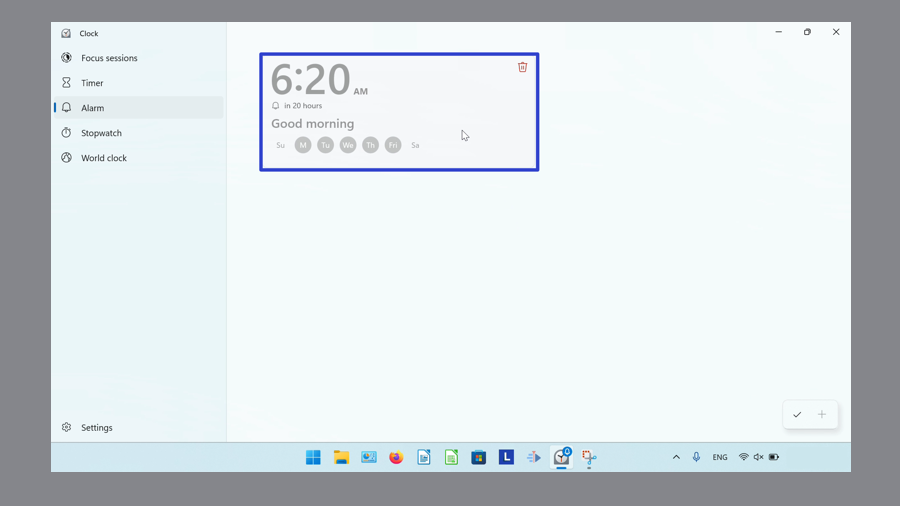 Clock
Focus sessions
Timer
Alarm
Stopwatch
World clock
Settings
6:20 AM
in 20 hours
Good morning
Su M Tu We Th Fri Sa
L
ENG